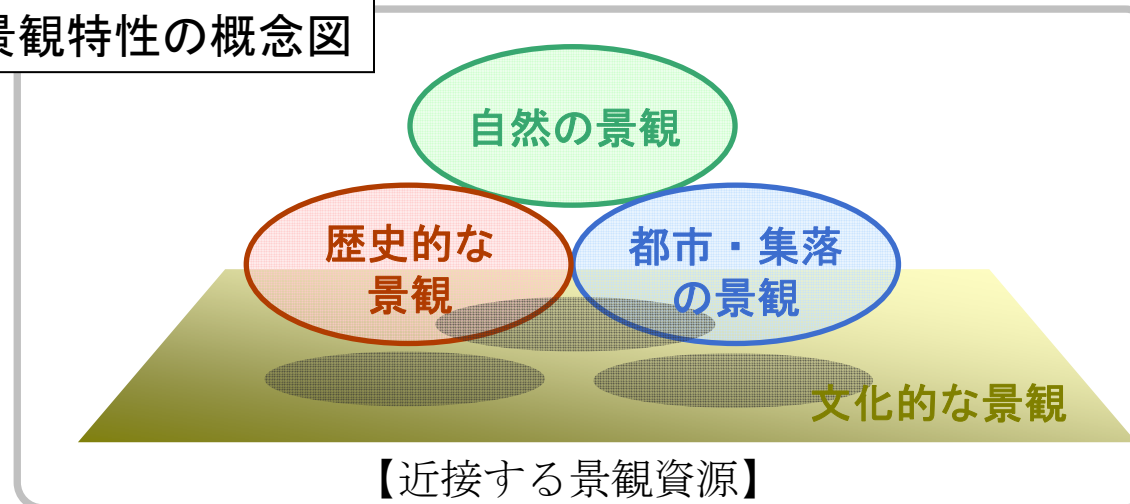 景観特性の概念図
自然の景観
歴史的な
景観
都市・集落
の景観
文化的な景観
【近接する景観資源】